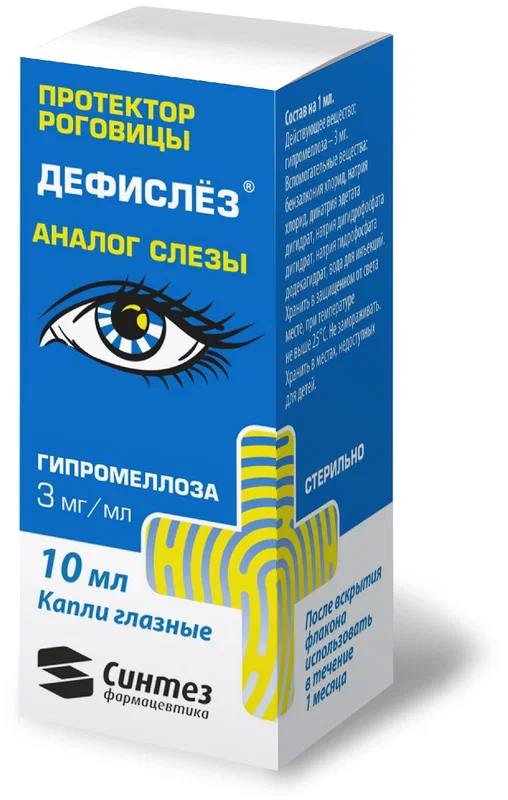 ПРОТЕКТОР
РОГОВИЦЫ
ДЕФИСЛЁЗ®
АНАЛОГ СЛЕЗЫ
ГИПРОМЕЛЛОЗА
3 мг/мл
10 мл
Капли глазные
Синтез
фармацевтика
Состав на 1 мл.
Действующее вещество:
гипромеллоза – 3 мг.
Вспомогательные вещества:
бензалкония хлорид, натрия
хлорид, динатрия эдетата
дигидрат, натрия дигидрофосфата
дигидрат, натрия гидрофосфата
додекагидрат, вода для инъекций.
Хранить в защищенном от света
месте, при температуре
не выше 25°С. Не замораживать.
Хранить в местах, недоступных
для детей.
СТЕРИЛЬНО
После вскрытия
флакона
использовать
в течение
1 месяца